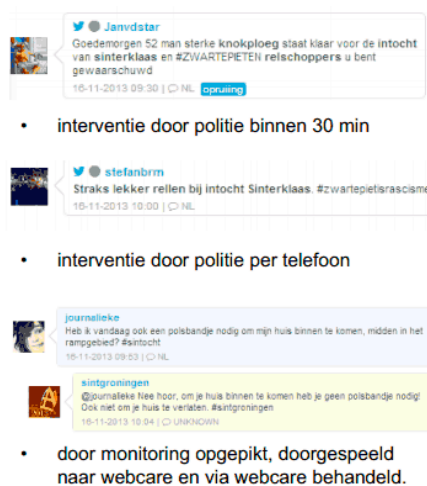 Janvdstar
Goedemorgen 52 man sterke knokploeg staat klaar voor de intocht
van sinterklaas en #ZWARTEPIETEN relschoppers u bent
gewaarschuwd
16-11-2013 09:30 | NL opruiing
• interventie door politie binnen 30 min
stefanbrm
Straks lekker rellen bij intocht Sinterklaas. #zwartepietisrascisme
16-11-2013 10:00 | NL
• interventie door politie per telefoon
journalieke
Heb ik vandaag ook een polsbandje nodig om mijn huis binnen te komen, midden in het
rampgebied? #sintocht
16-11-2013 09:53 | NL
sintgroningen
@journalieke Nee hoor, om je huis binnen te komen heb je geen polsbandje nodig!
Ook niet om je huis te verlaten. #sintgroningen
16-11-2013 10:04 | UNKNOWN
• door monitoring opgepikt, doorgespeeld
naar webcare en via webcare behandeld.